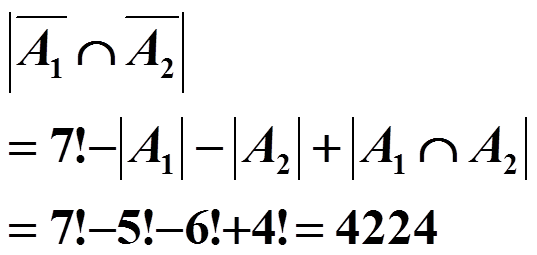 |A̅₁ ∩ A̅₂|
= 7!−|A₁| − |A₂| + |A₁ ∩ A₂|
= 7!−5!−6!+4! = 4224